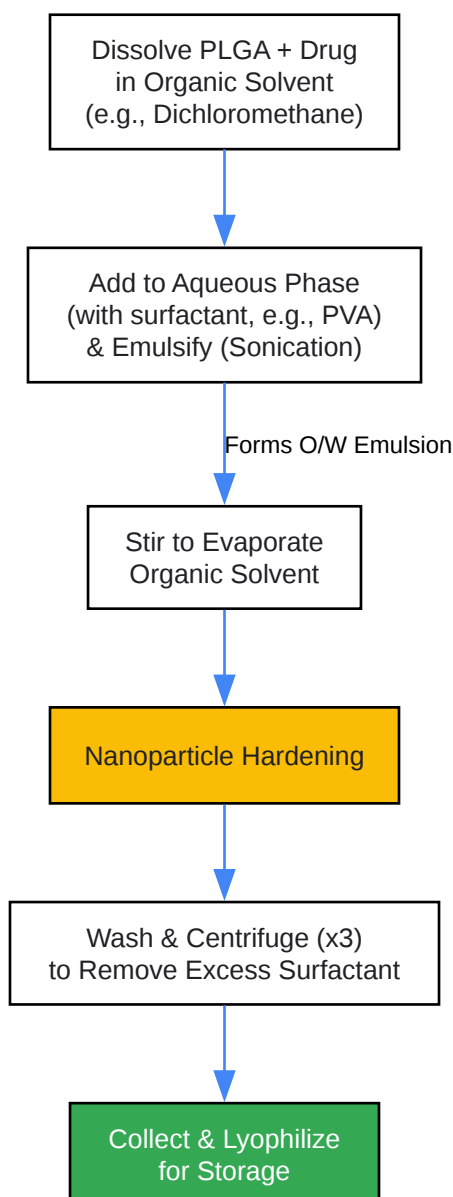 Dissolve PLGA + Drug
in Organic Solvent
(e.g., Dichloromethane)
Add to Aqueous Phase
(with surfactant, e.g., PVA)
& Emulsify (Sonication)
Forms O/W Emulsion
Stir to Evaporate
Organic Solvent
Nanoparticle Hardening
Wash & Centrifuge (x3)
to Remove Excess Surfactant
Collect & Lyophilize
for Storage